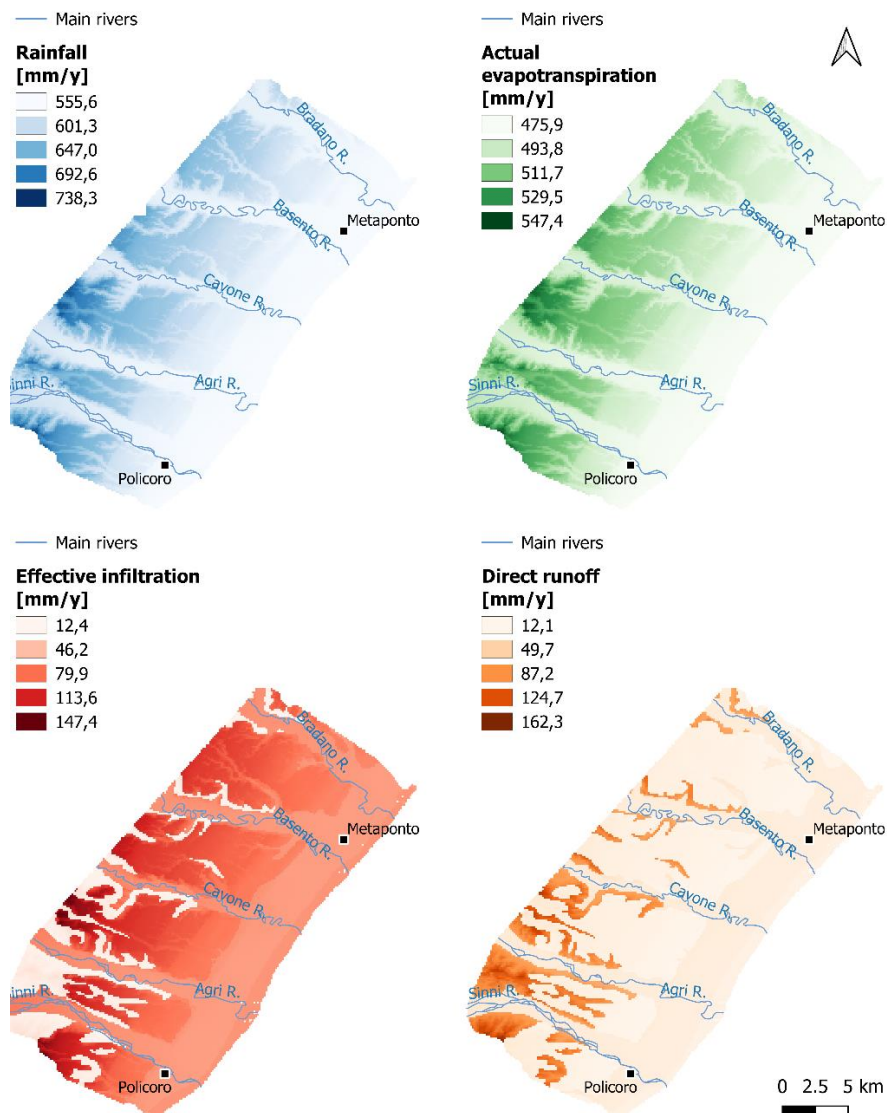 Main rivers
Rainfall
[mm/y]
555,6
601,3
647,0
692,6
738,3
Bradano R.
Basento R.
Metaponto
Cavone R.
Agri R.
Sinni R.
Policoro
Main rivers
Actual
evapotranspiration
[mm/y]
475,9
493,8
511,7
529,5
547,4
Bradano R.
Basento R.
Metaponto
Cavone R.
Agri R.
Sinni R.
Policoro
Main rivers
Effective infiltration
[mm/y]
12,4
46,2
79,9
113,6
147,4
Bradano R.
Basento R.
Metaponto
Cavone R.
Agri R.
Sinni R.
Policoro
Main rivers
Direct runoff
[mm/y]
12,1
49,7
87,2
124,7
162,3
Bradano R.
Basento R.
Metaponto
Cavone R.
Agri R.
Sinni R.
Policoro
0 2.5 5 km